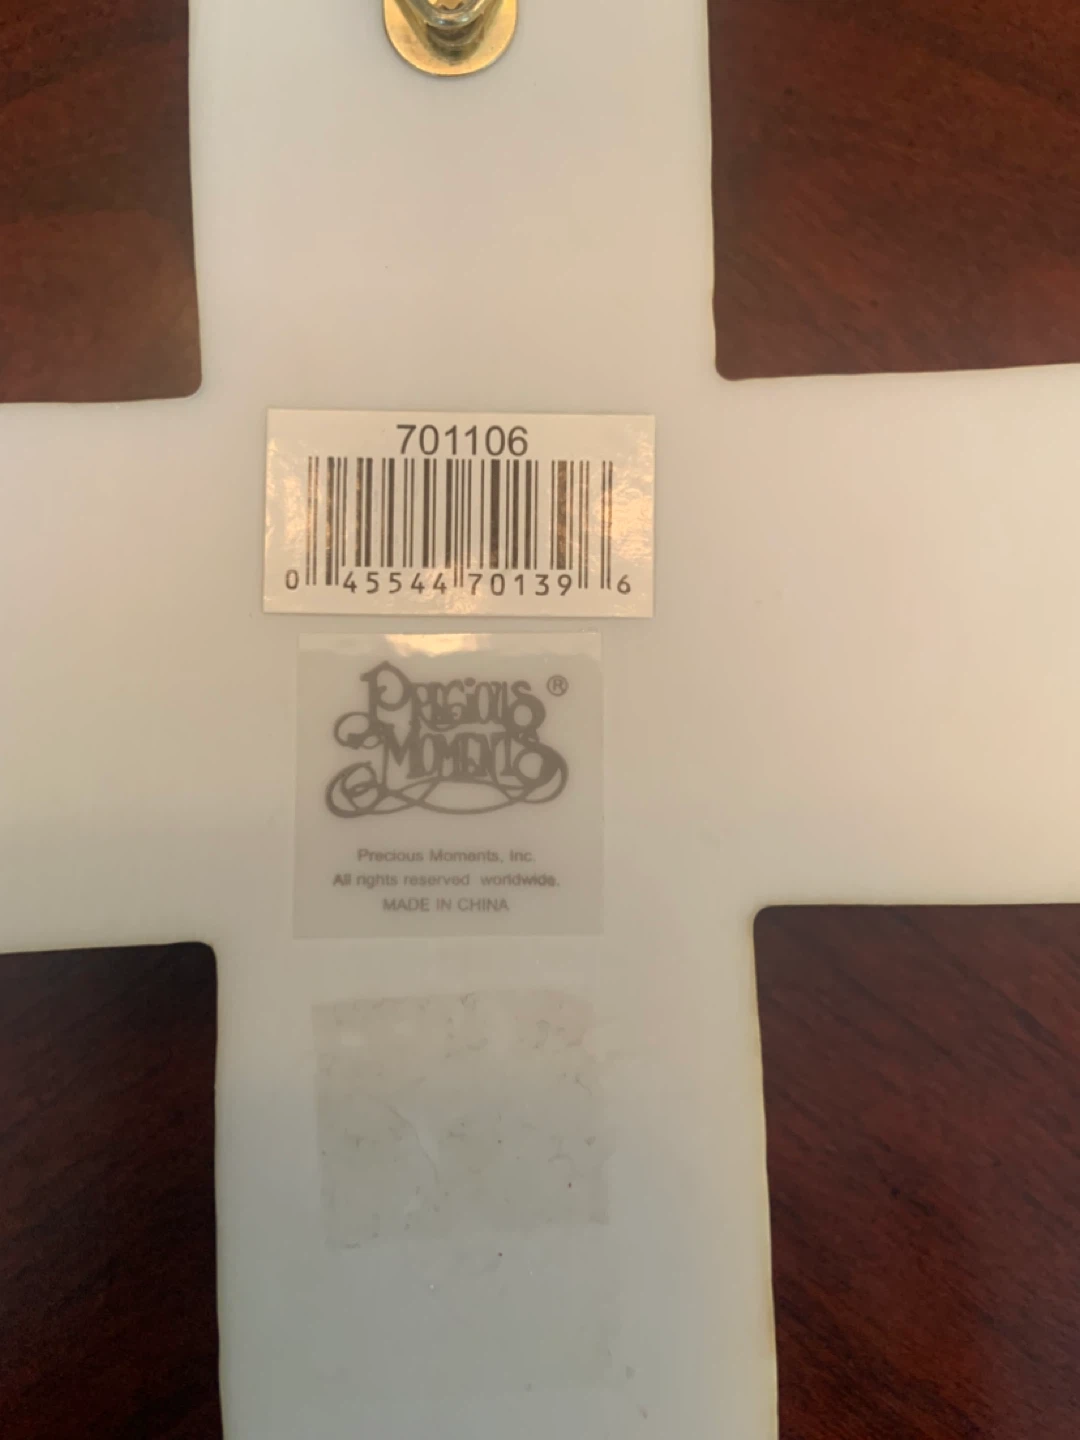 701106
0 45544 70139 6
PRECIOUS ®
MOMENTS
Precious Moments, Inc.
All rights reserved worldwide.
MADE IN CHINA